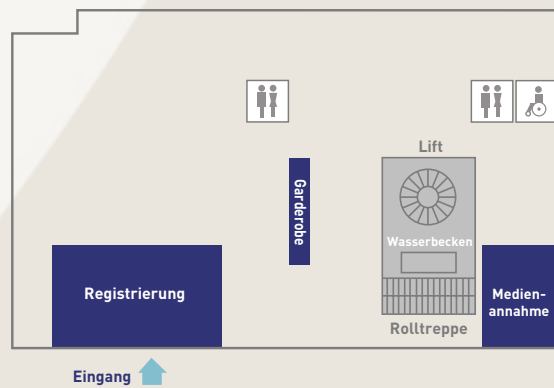 Lift
Garderobe
Wasserbecken
Registrierung
Medien-
annahme
Rolltreppe
Eingang